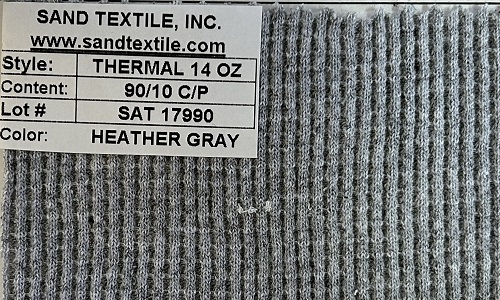 SAND TEXTILE, INC.
www.sandtextile.com
Style: THERMAL 14 OZ
Content: 90/10 C/P
Lot # SAT 17990
Color: HEATHER GRAY